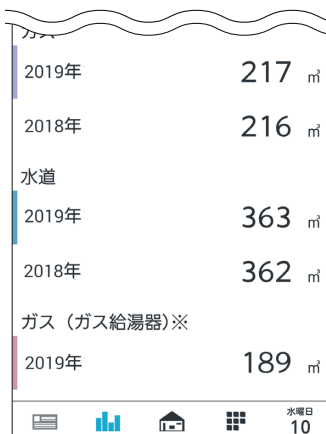 ガス
2019年 217 ㎥
2018年 216 ㎥
水道
2019年 363 ㎥
2018年 362 ㎥
ガス（ガス給湯器)※
2019年 189 ㎥
水曜日
10